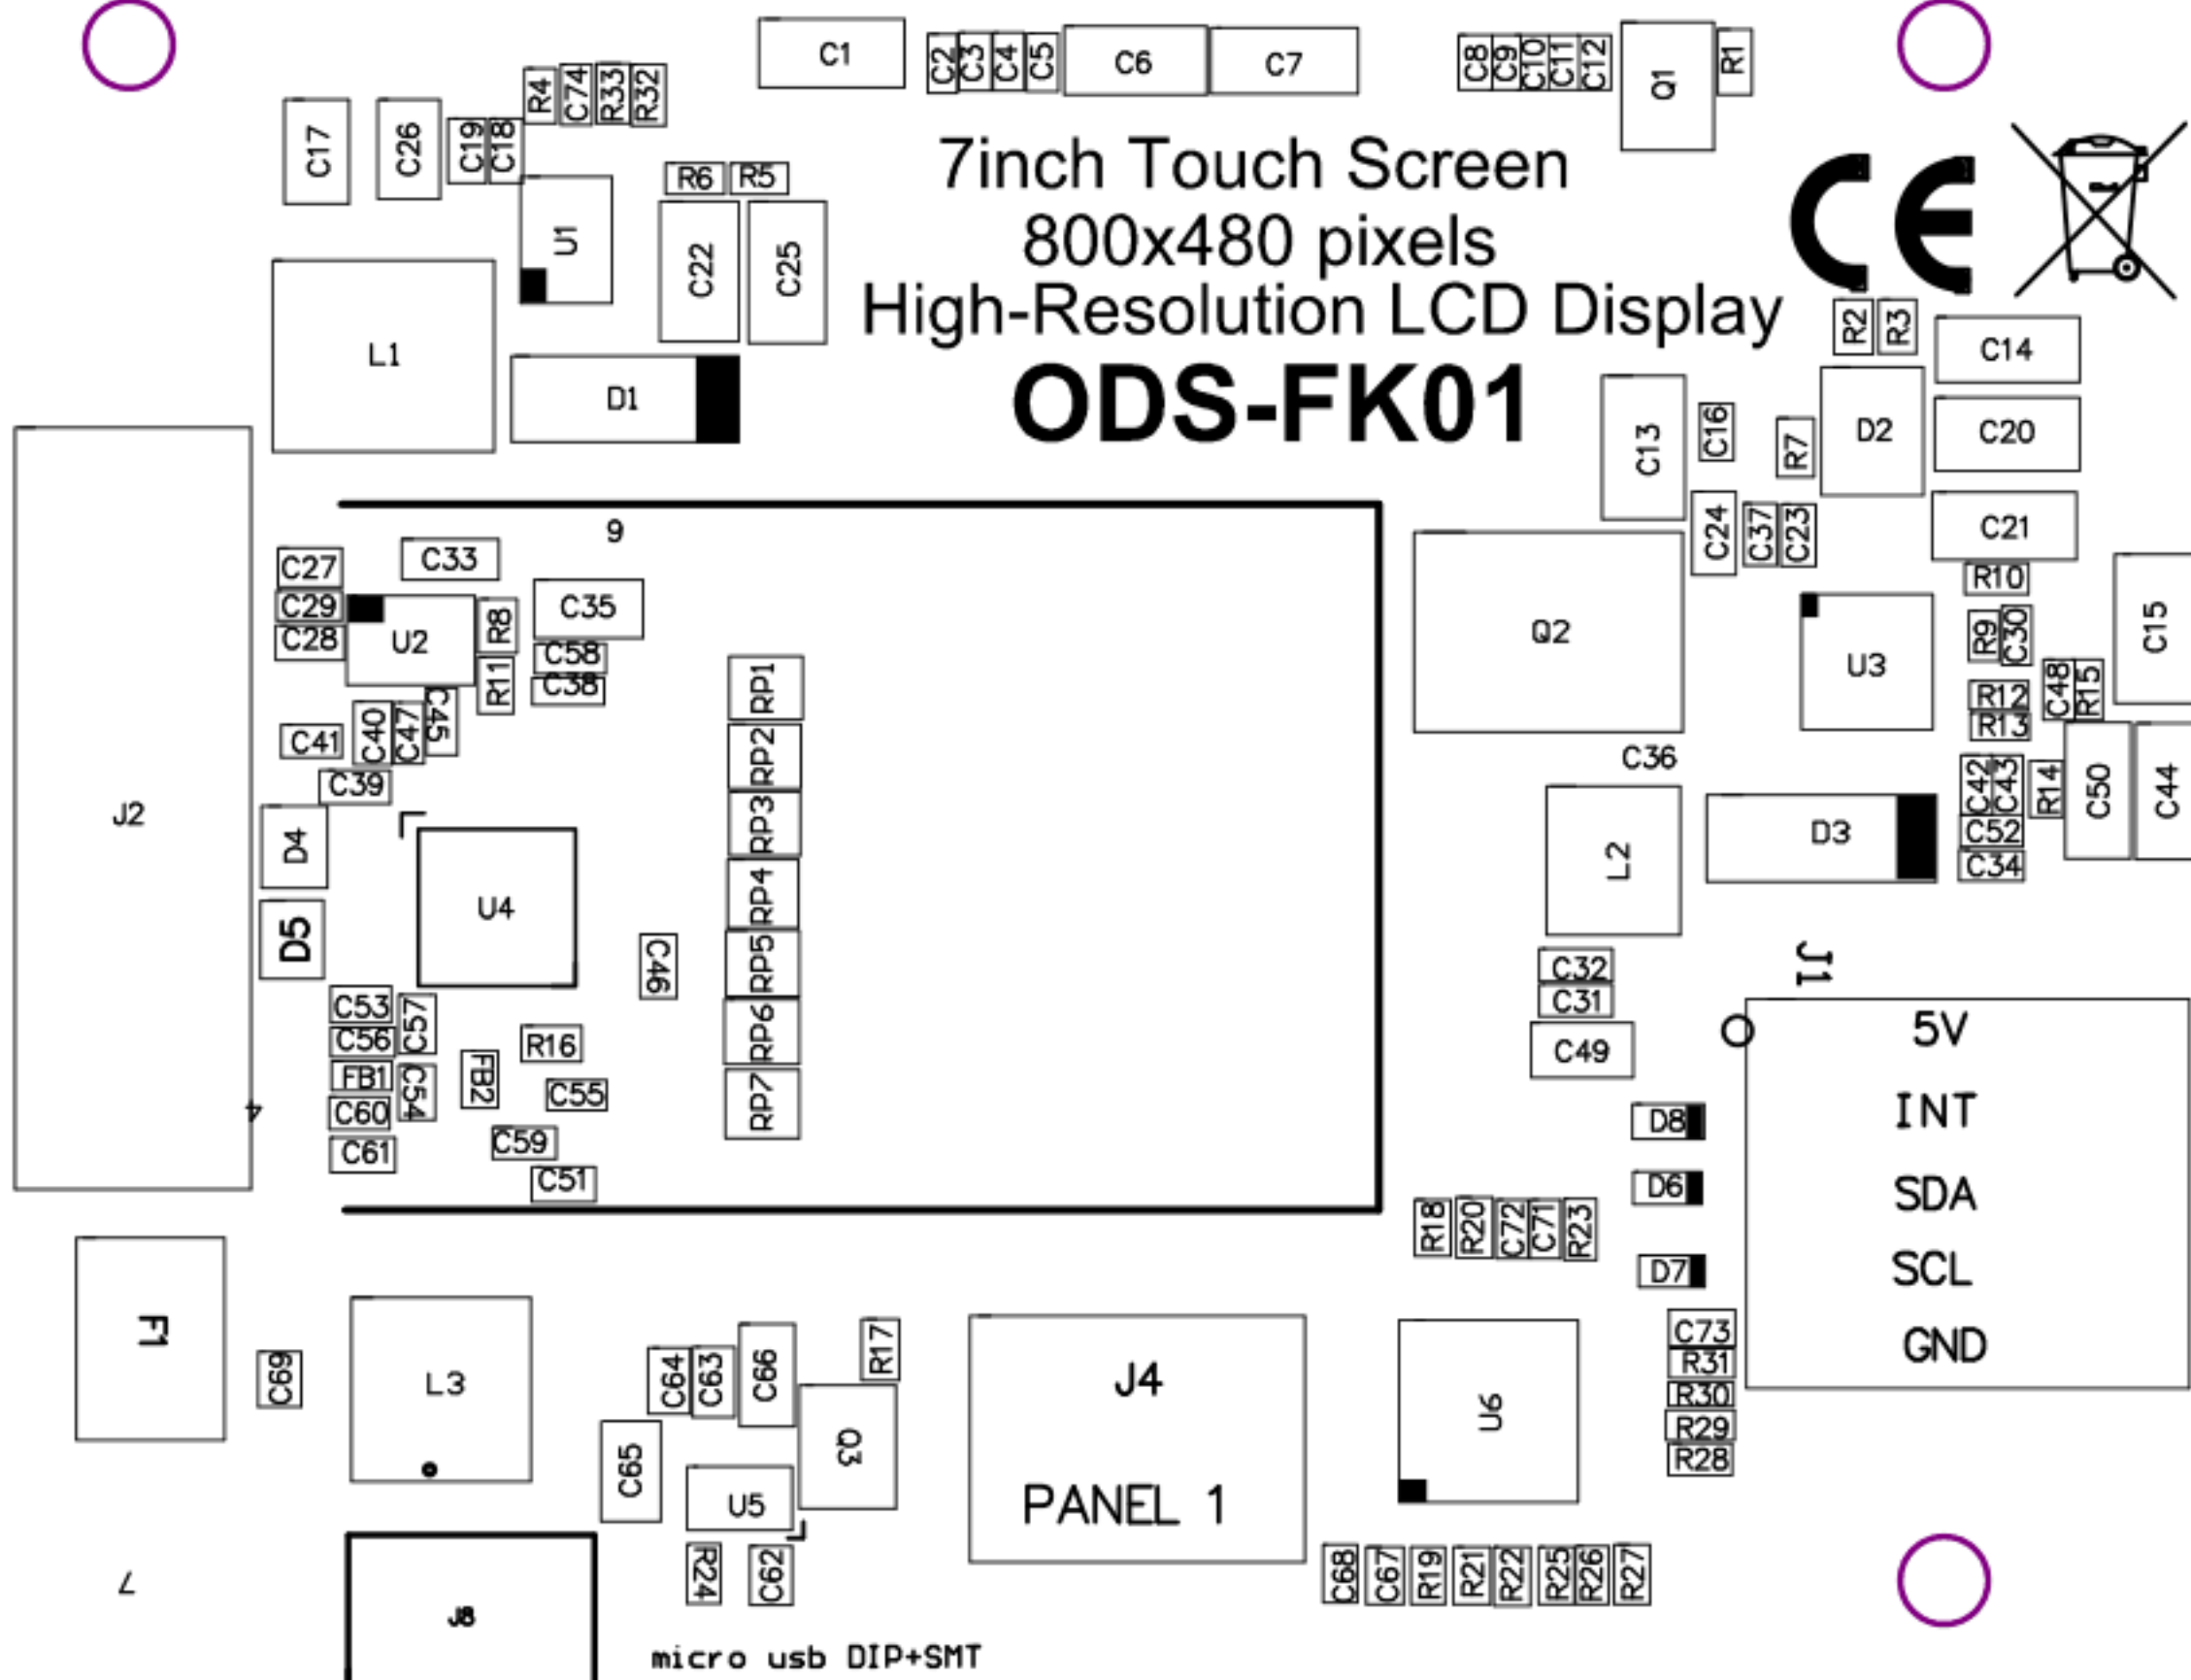 C1
C2
C3
C4
C5
C6
C7
C8
C9
C10
C11
C12
Q1
R1
R4
C74
R33
R32
C17
C26
C19
C18
R6
R5
U1
C22
C25
7inch Touch Screen
800x480 pixels
High-Resolution LCD Display
ODS-FK01
CE
R2
R3
C14
L1
D1
C13
C16
R7
D2
C20
C24
C37
C23
C21
9
C27
C33
C29
C28
U2
R8
C35
R11
C58
C38
Q2
U3
R10
R9
C30
C15
C48
R15
R12
R13
C45
C40
C47
C41
C39
RP1
RP2
RP3
RP4
RP5
RP6
RP7
C36
C42
C43
R14
C50
C44
C52
C34
J2
D4
D5
U4
C46
L2
D3
C32
C31
C49
J1
5V
INT
SDA
SCL
GND
C53
C57
C56
FB1
C54
C60
C61
FB2
R16
C55
C59
C51
4
D8
D6
D7
R18
R20
C72
C71
R23
F1
C69
L3
C64
C63
C66
R17
C65
Q3
U5
R24
C62
J4
PANEL 1
U6
C73
R31
R30
R29
R28
C68
C67
R19
R21
R22
R25
R26
R27
7
J8
micro usb DIP+SMT